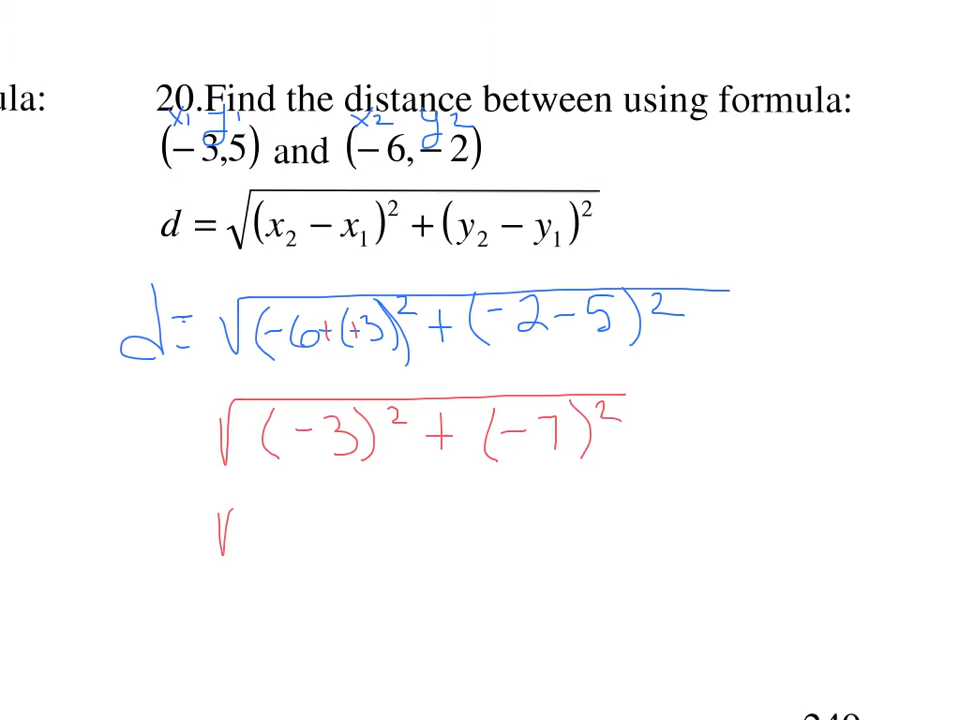 ula:
20.Find the distance between using formula:
x1 y1 x2 y2
(− 3,5) and (− 6,− 2)
d = √(x₂ − x₁)² + (y₂ − y₁)²
d = √(-6+(+3))² + (-2-5)²
√(-3)² + (-7)²
√